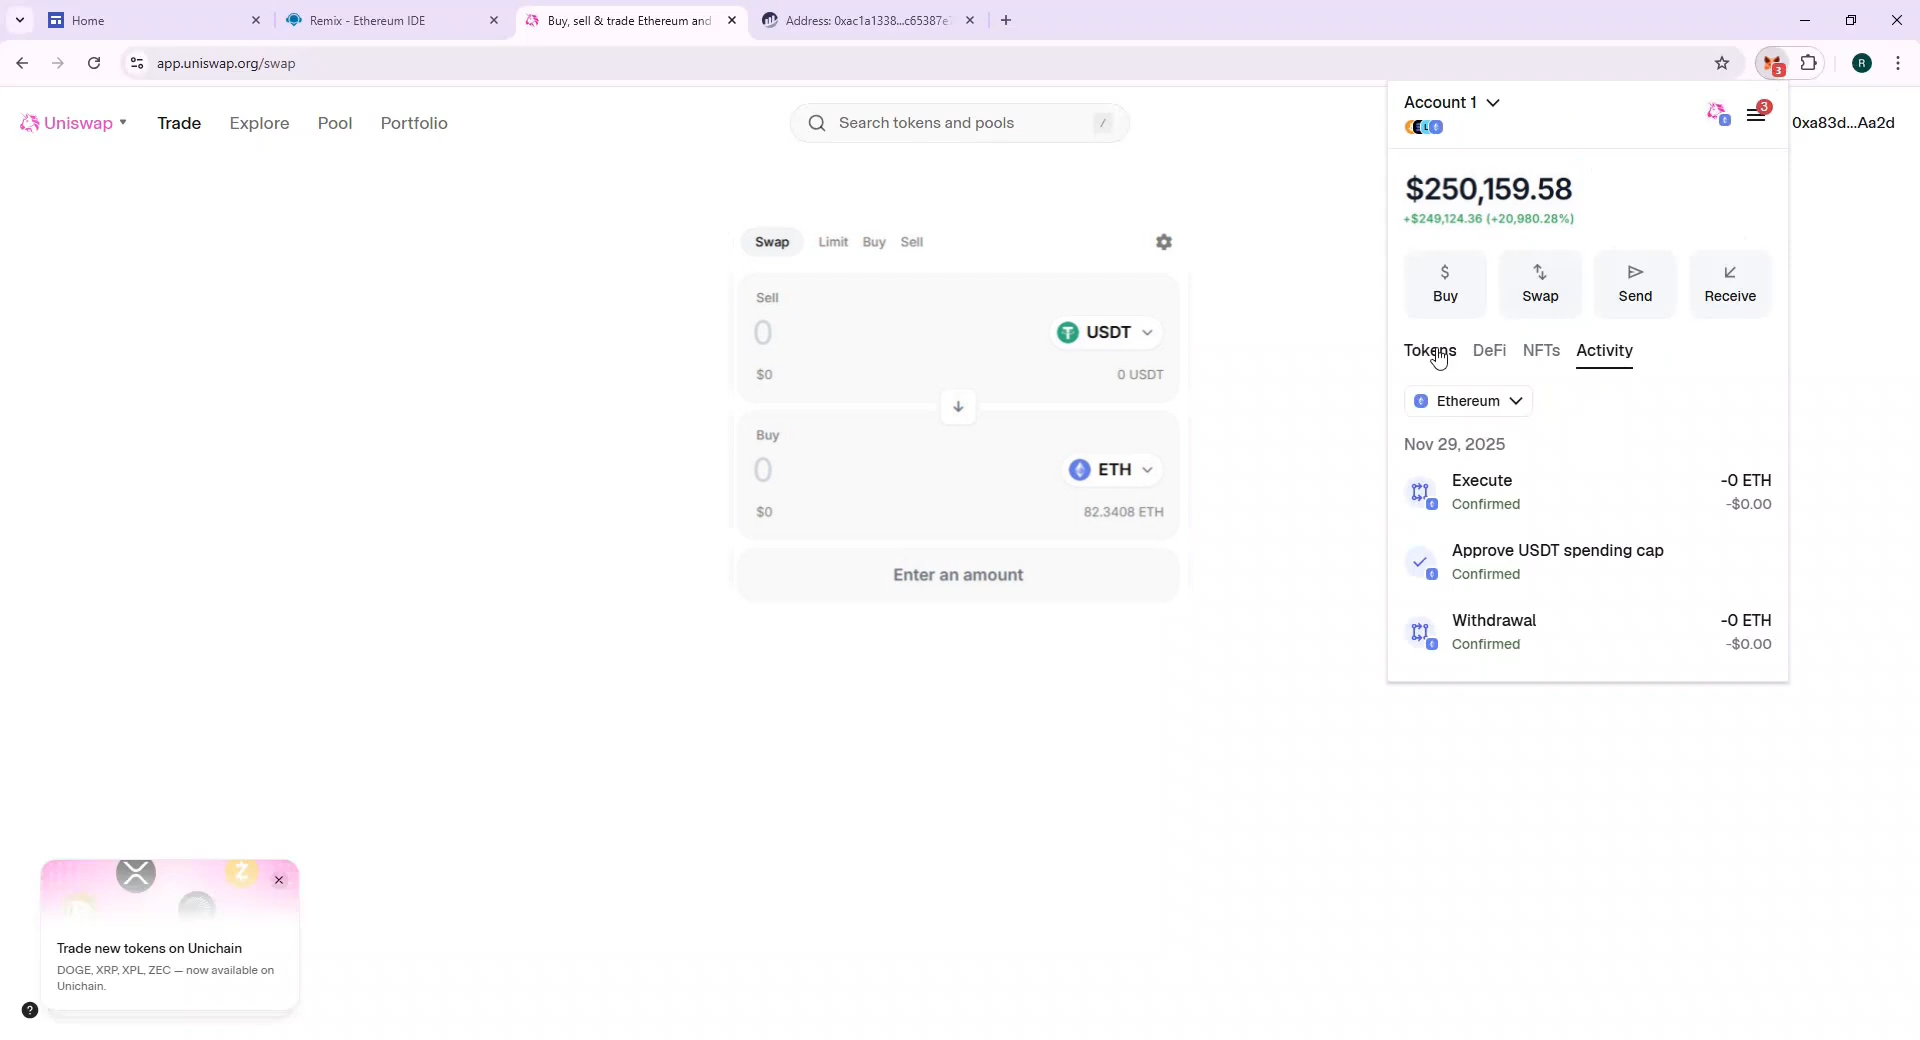 Home
Remix - Ethereum IDE
Buy, sell & trade Ethereum and
Address: 0xac1a1338...c65387e
app.uniswap.org/swap
3
R
Uniswap
Trade
Explore
Pool
Portfolio
Search tokens and pools
/
0xa83d...Aa2d
Swap
Limit
Buy
Sell
Sell
0
USDT
$0
0 USDT
Buy
0
ETH
$0
82.3408 ETH
Enter an amount
Account 1
3
$250,159.58
+$249,124.36 (+20,980.28%)
$
Buy
Swap
Send
Receive
Tokens
DeFi
NFTs
Activity
Ethereum
Nov 29, 2025
Execute
-0 ETH
Confirmed
-$0.00
Approve USDT spending cap
Confirmed
Withdrawal
-0 ETH
Confirmed
-$0.00
Trade new tokens on Unichain
DOGE, XRP, XPL, ZEC — now available on
Unichain.
?